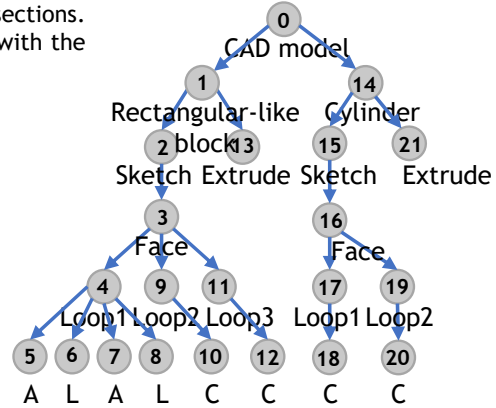 sections.
with the
0
CAD model
1 14
Rectangular-like Cylinder
2 block 13 15 21
Sketch Extrude Sketch Extrude
3 16
Face Face
4 9 11 17 19
Loop1 Loop2 Loop3 Loop1 Loop2
5 6 7 8 10 12 18 20
A L A L C C C C